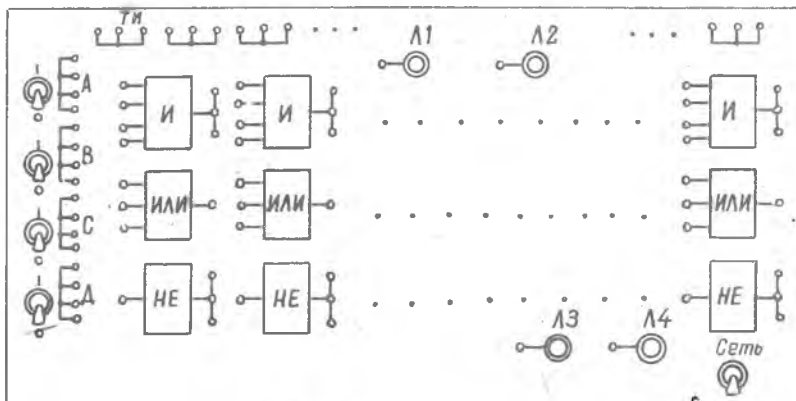 ТИ
Л1 Л2
А И И И
В
ИЛИ ИЛИ ИЛИ
С
Д НЕ НЕ НЕ
Л3 Л4
Сеть